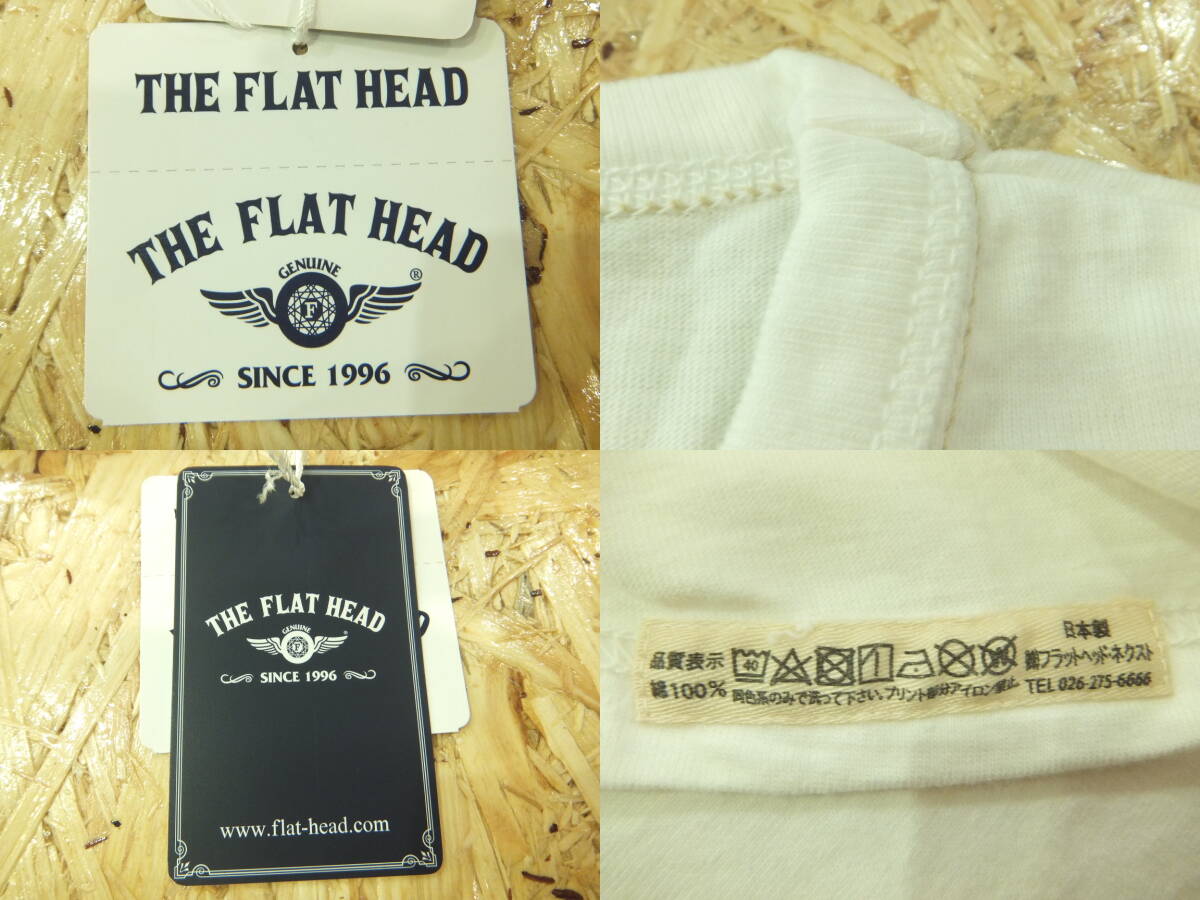 THE FLAT HEAD
THE FLAT HEAD
GENUINE
®
F
SINCE 1996
THE FLAT HEAD
GENUINE
®
F
SINCE 1996
www.flat-head.com
品質表示
40
綿100%
同色系のみで洗って下さい。プリント部分アイロン禁止
日本製
㈱フラットヘッド・ネクスト
TEL 026-275-6666